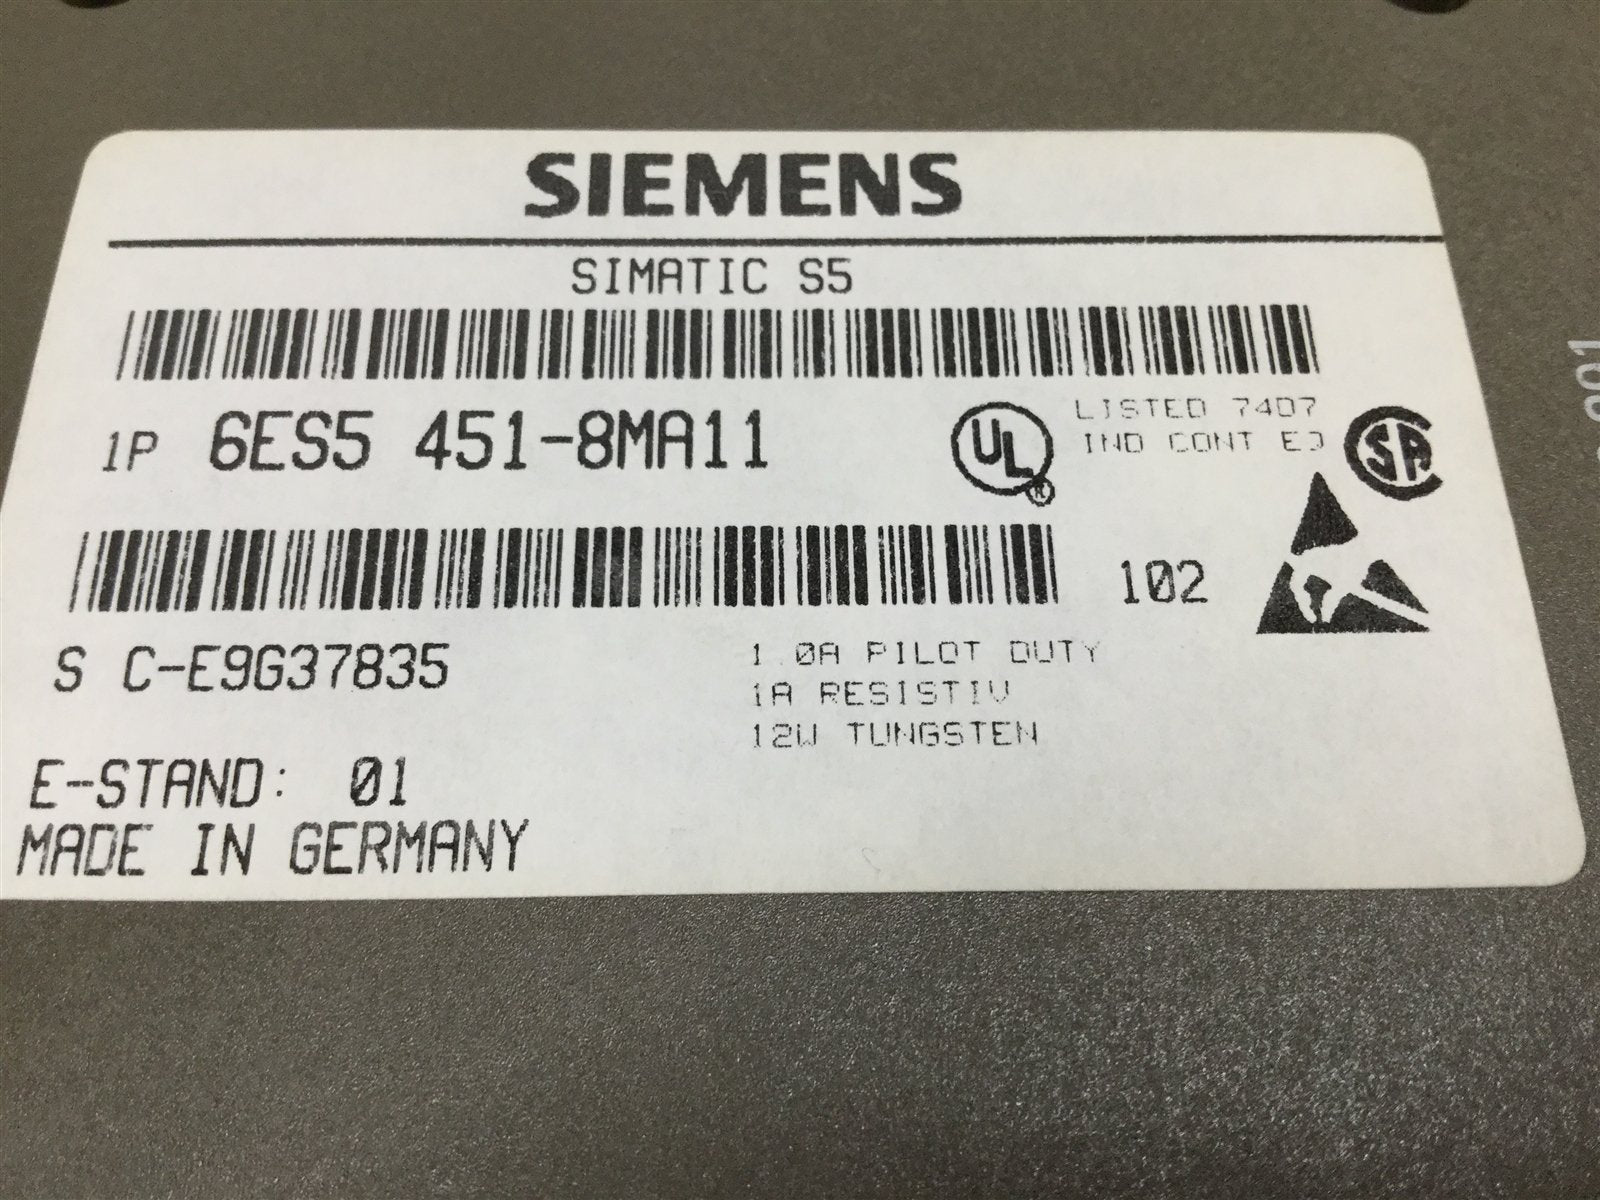 SIEMENS
SIMATIC S5
1P 6ES5 451-8MA11
UL
R
LISTED 74D7
IND CONT EQ
SA
102
S C-E9G37835
1.0A PILOT DUTY
1A RESISTIV
12W TUNGSTEN
E-STAND: 01
MADE IN GERMANY